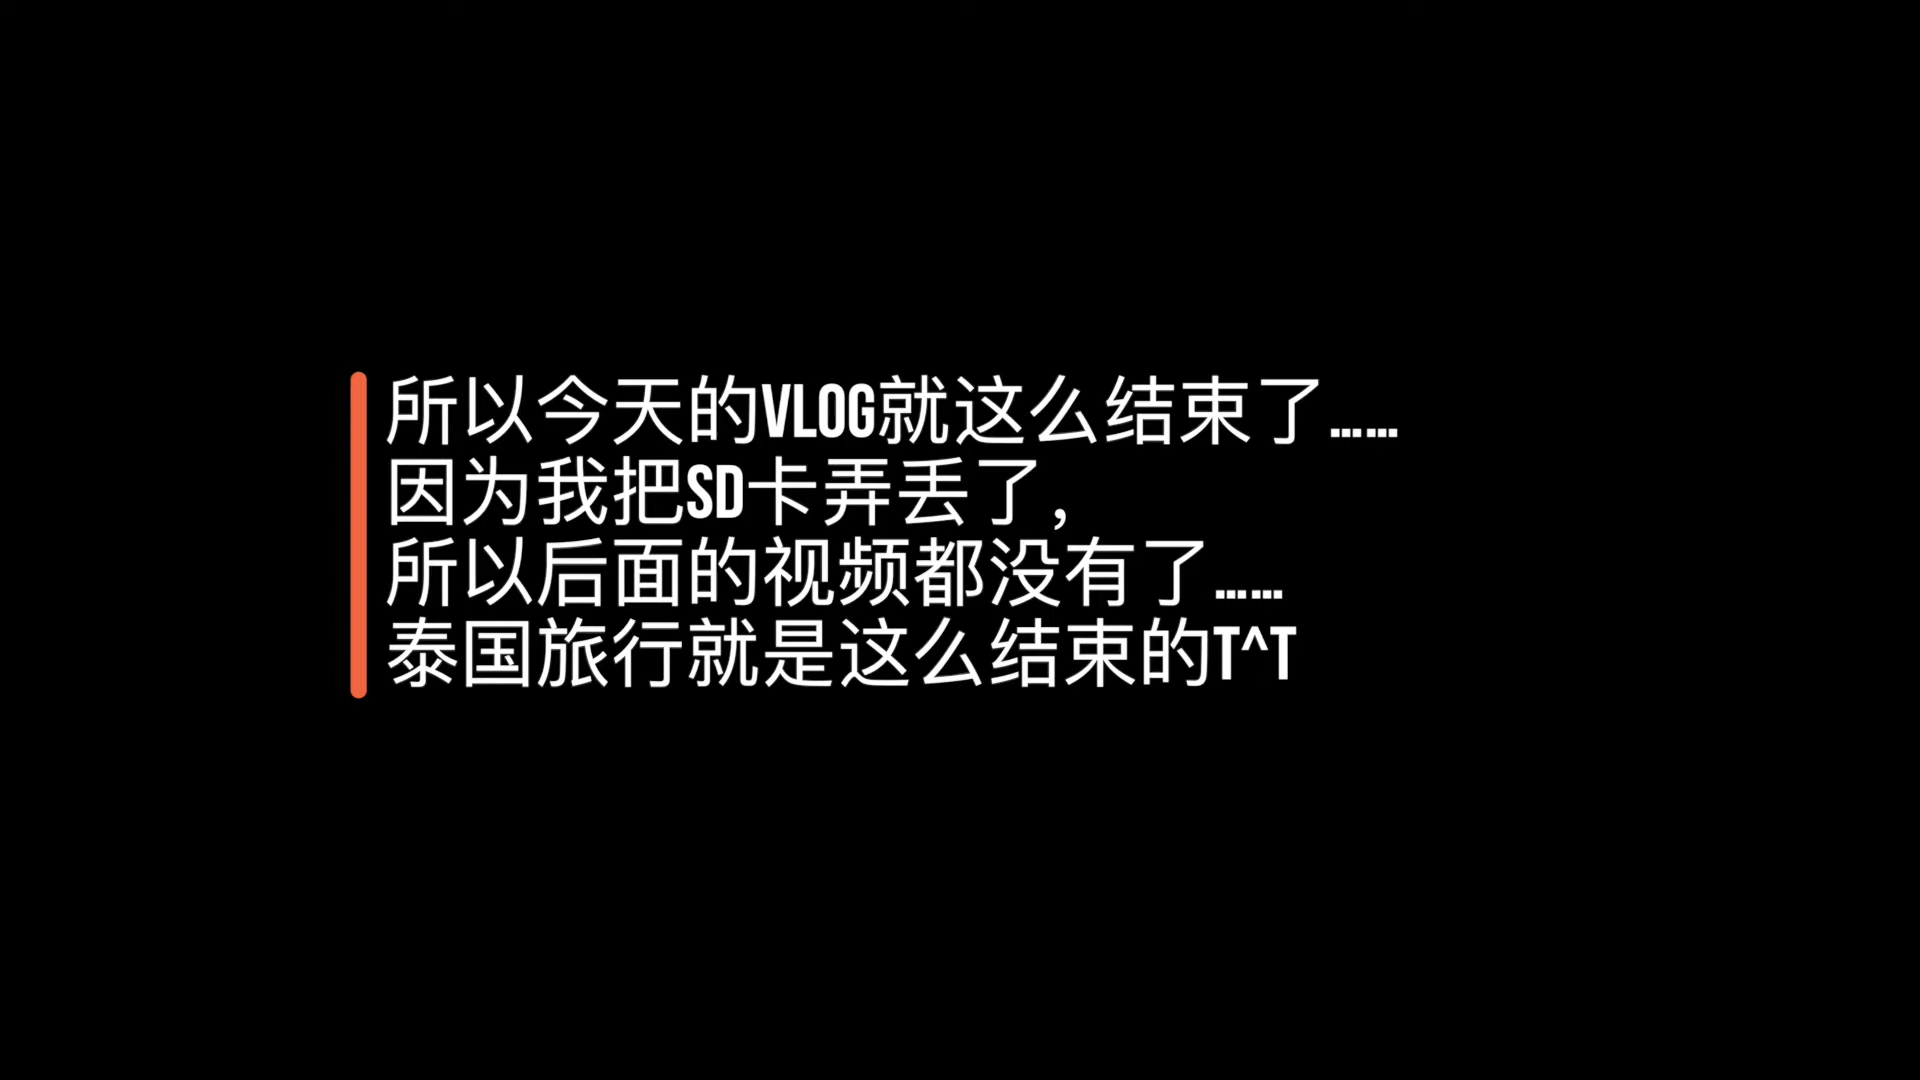 所以今天的VLOG就这么结束了……
因为我把SD卡弄丢了，
所以后面的视频都没有了……
泰国旅行就是这么结束的T^T